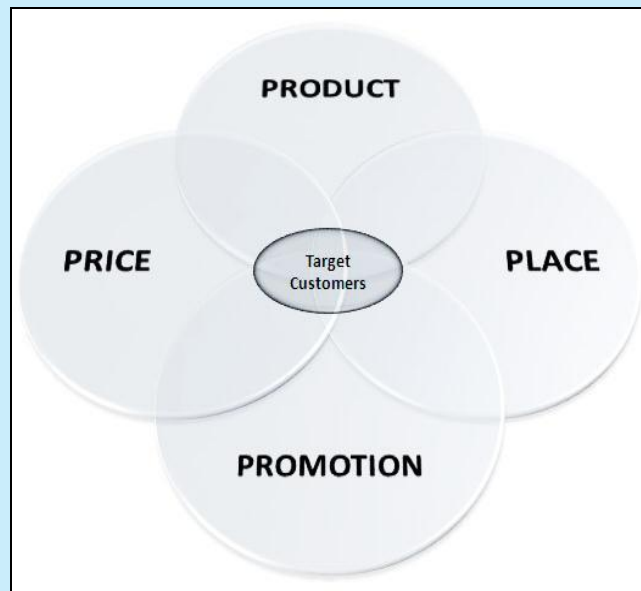 PRODUCT
PRICE
Target
Customers
PLACE
PROMOTION